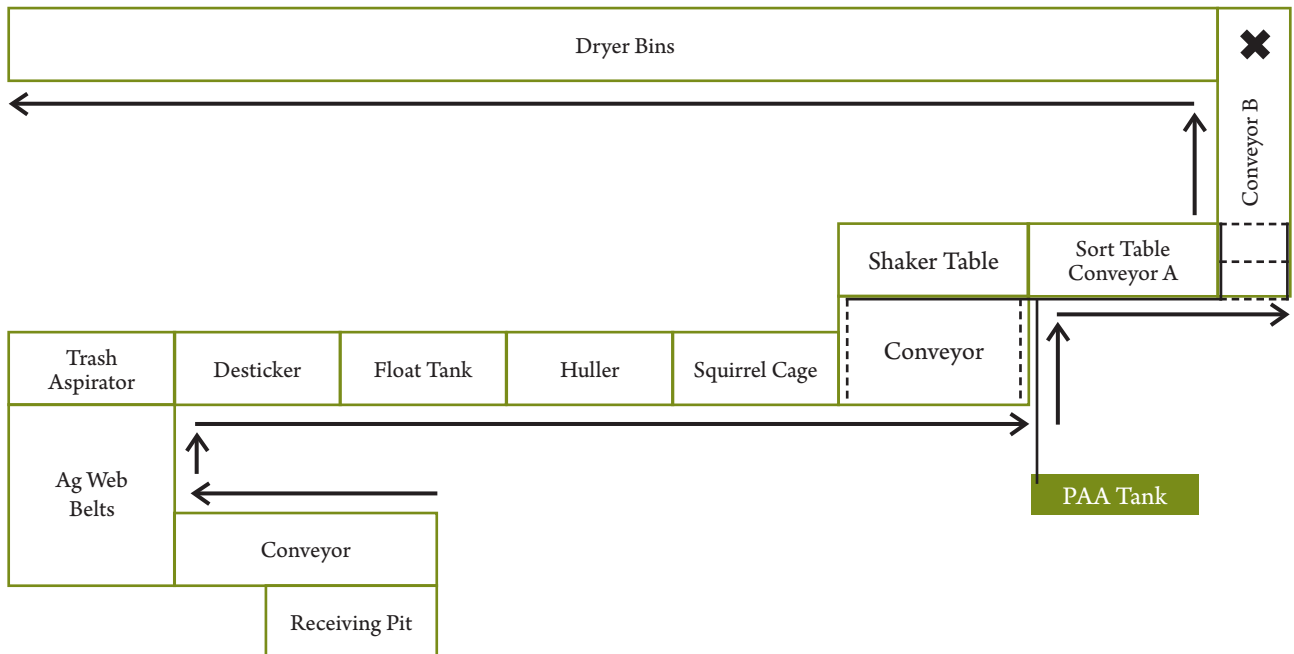 Dryer Bins
Conveyor B
Shaker Table
Sort Table
Conveyor A
Conveyor
Trash
Aspirator
Desticker
Float Tank
Huller
Squirrel Cage
Ag Web
Belts
PAA Tank
Conveyor
Receiving Pit